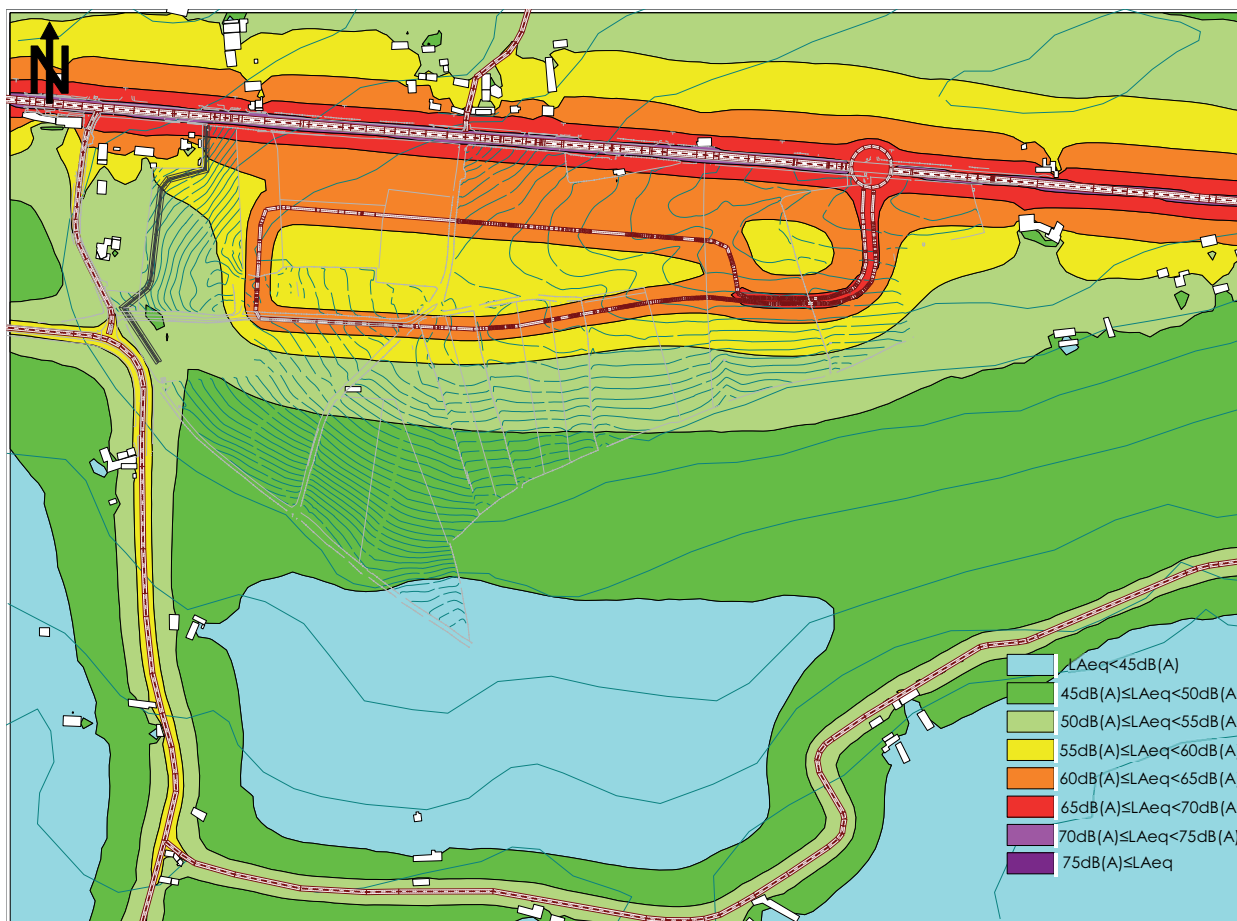 N
LAeq<45dB(A)
45dB(A)≤LAeq<50dB(A
50dB(A)≤LAeq<55dB(A
55dB(A)≤LAeq<60dB(A
60dB(A)≤LAeq<65dB(A
65dB(A)≤LAeq<70dB(A
70dB(A)≤LAeq<75dB(A)
75dB(A)≤LAeq